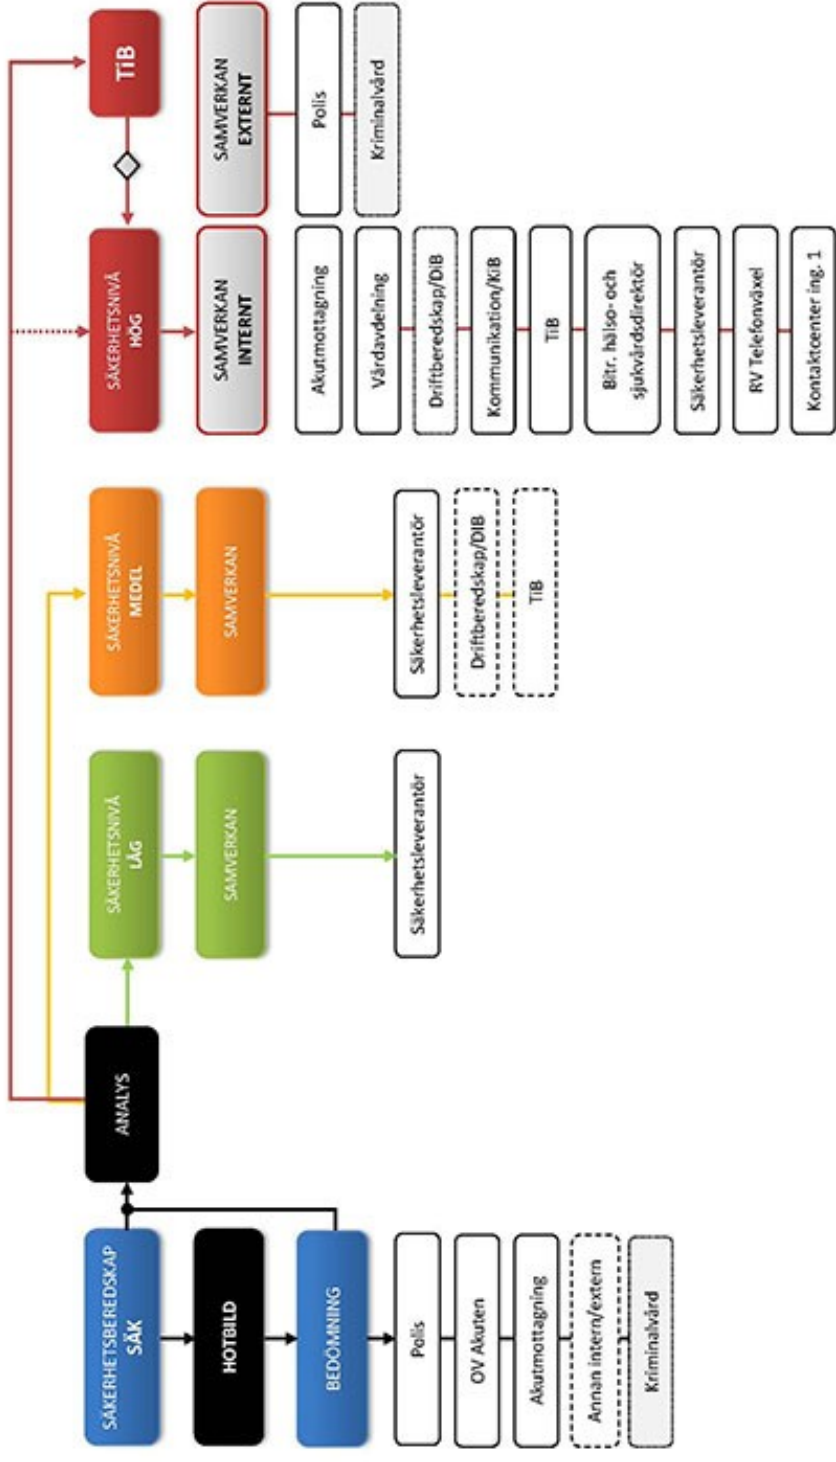 SÄKERHETSBEREDSKAP
SÄK
HOTBILD
BEDÖMNING
Polis
OV Akuten
Akutmottagning
Annan intern/extern
Kriminalvård
ANALYS
SÄKERHETSNIVÅ
LÅG
SAMVERKAN
Säkerhetsleverantör
SÄKERHETSNIVÅ
MEDEL
SAMVERKAN
Säkerhetsleverantör
Driftberedskap/DIB
TiB
SÄKERHETSNIVÅ
HÖG
SAMVERKAN
INTERNT
Akutmottagning
Vårdavdelning
Driftberedskap/DiB
Kommunikation/KiB
TiB
Bitr. hälso- och
sjukvårdsdirektör
Säkerhetsleverantör
RV Telefonväxel
Kontaktcenter ing. 1
TiB
SAMVERKAN
EXTERNT
Polis
Kriminalvård